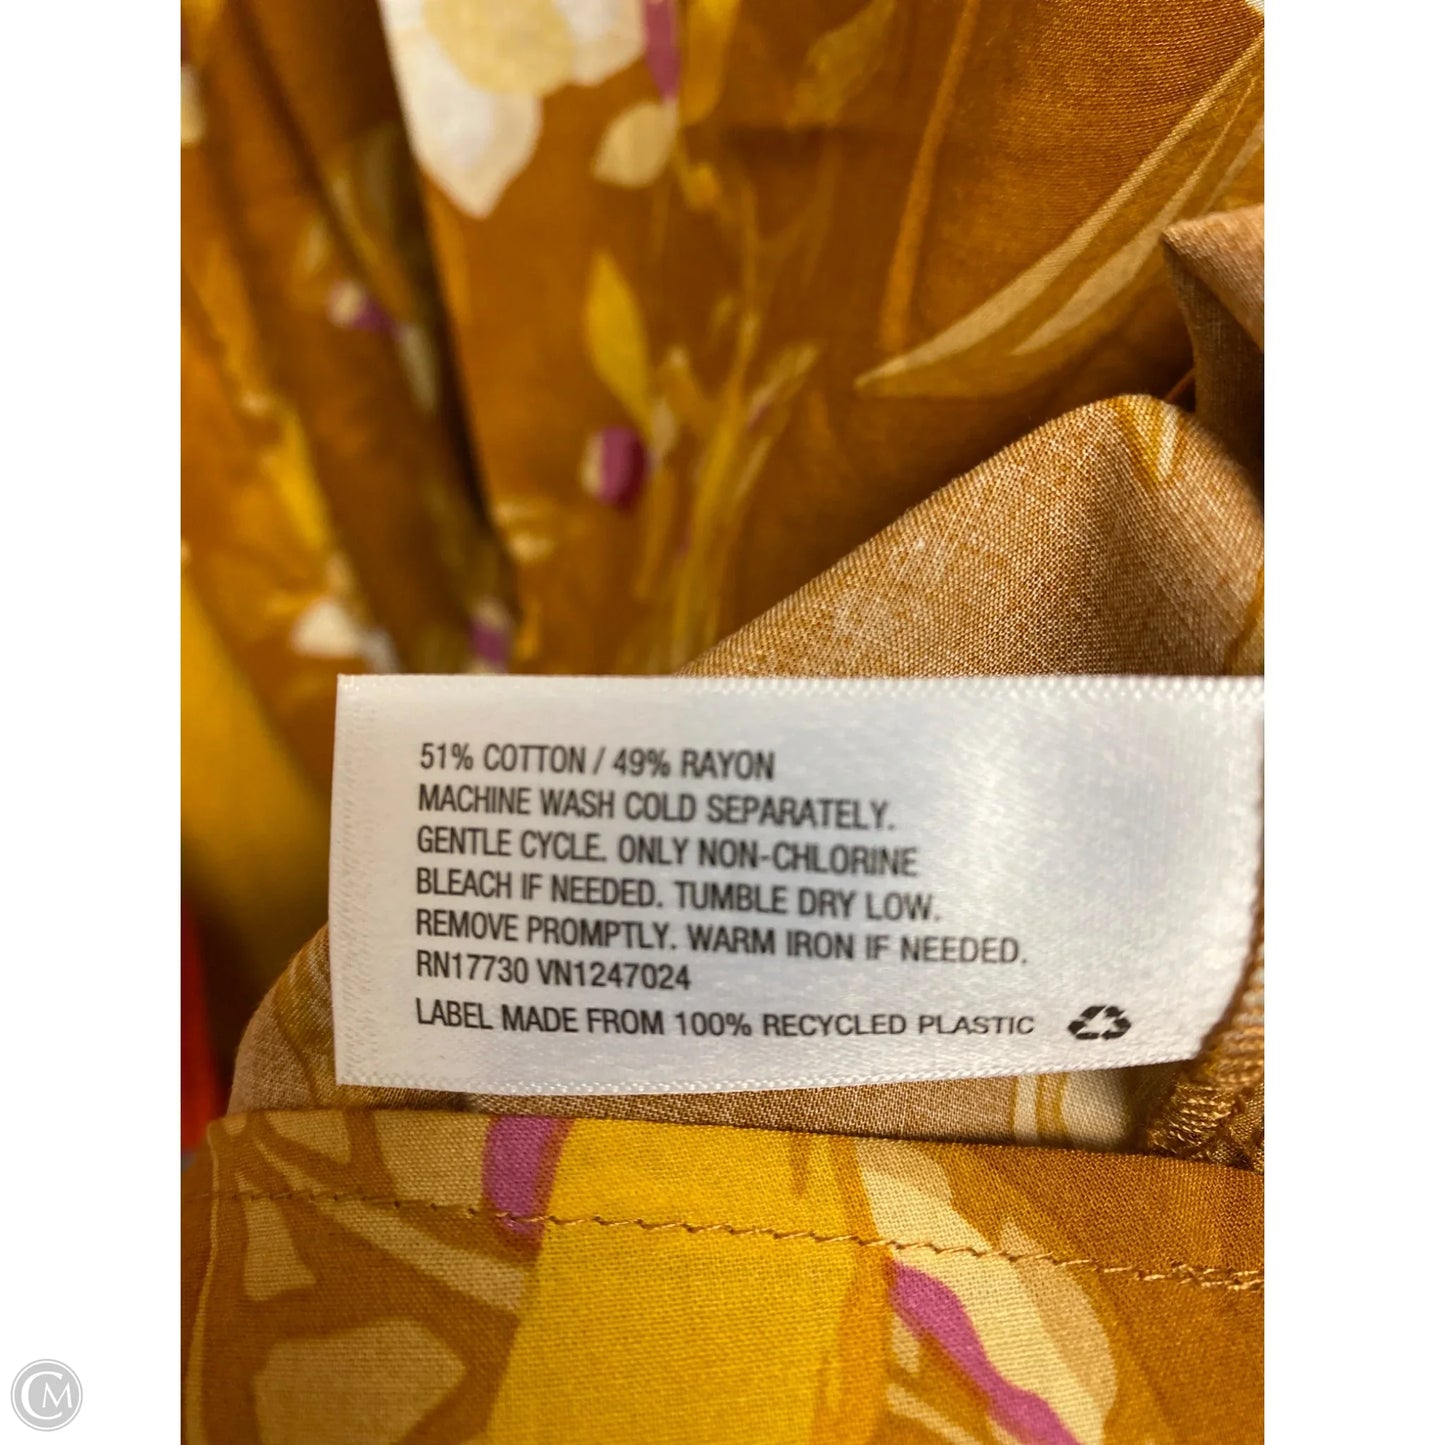 51% COTTON / 49% RAYON
MACHINE WASH COLD SEPARATELY.
GENTLE CYCLE. ONLY NON-CHLORINE
BLEACH IF NEEDED. TUMBLE DRY LOW.
REMOVE PROMPTLY. WARM IRON IF NEEDED.
RN17730 VN1247024
LABEL MADE FROM 100% RECYCLED PLASTIC
CM